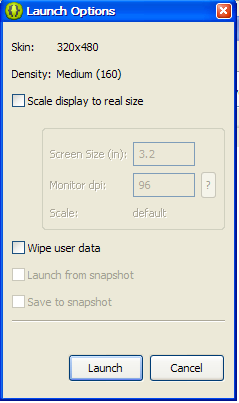 Launch Options
Skin: 320x480
Density: Medium (160)
Scale display to real size
Screen Size (in): 3.2
Monitor dpi: 96 ?
Scale: default
Wipe user data
Launch from snapshot
Save to snapshot
Launch Cancel